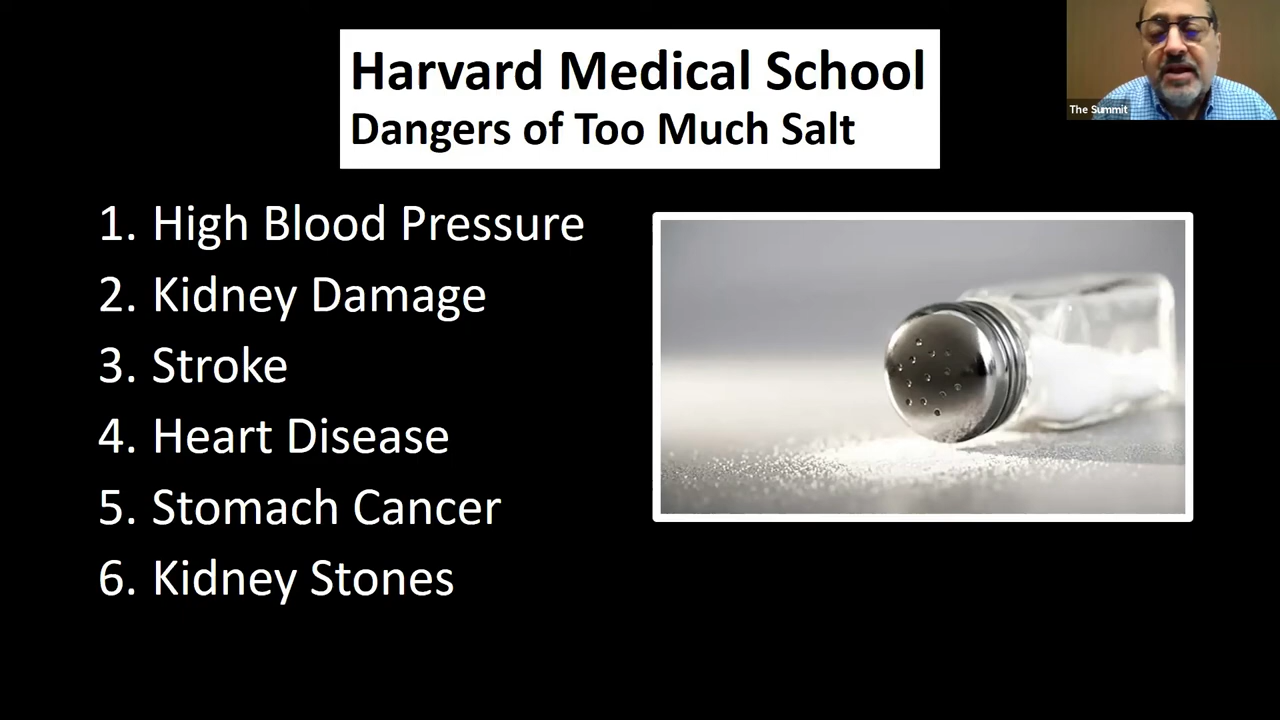 Harvard Medical School
Dangers of Too Much Salt
The Summit
1. High Blood Pressure
2. Kidney Damage
3. Stroke
4. Heart Disease
5. Stomach Cancer
6. Kidney Stones